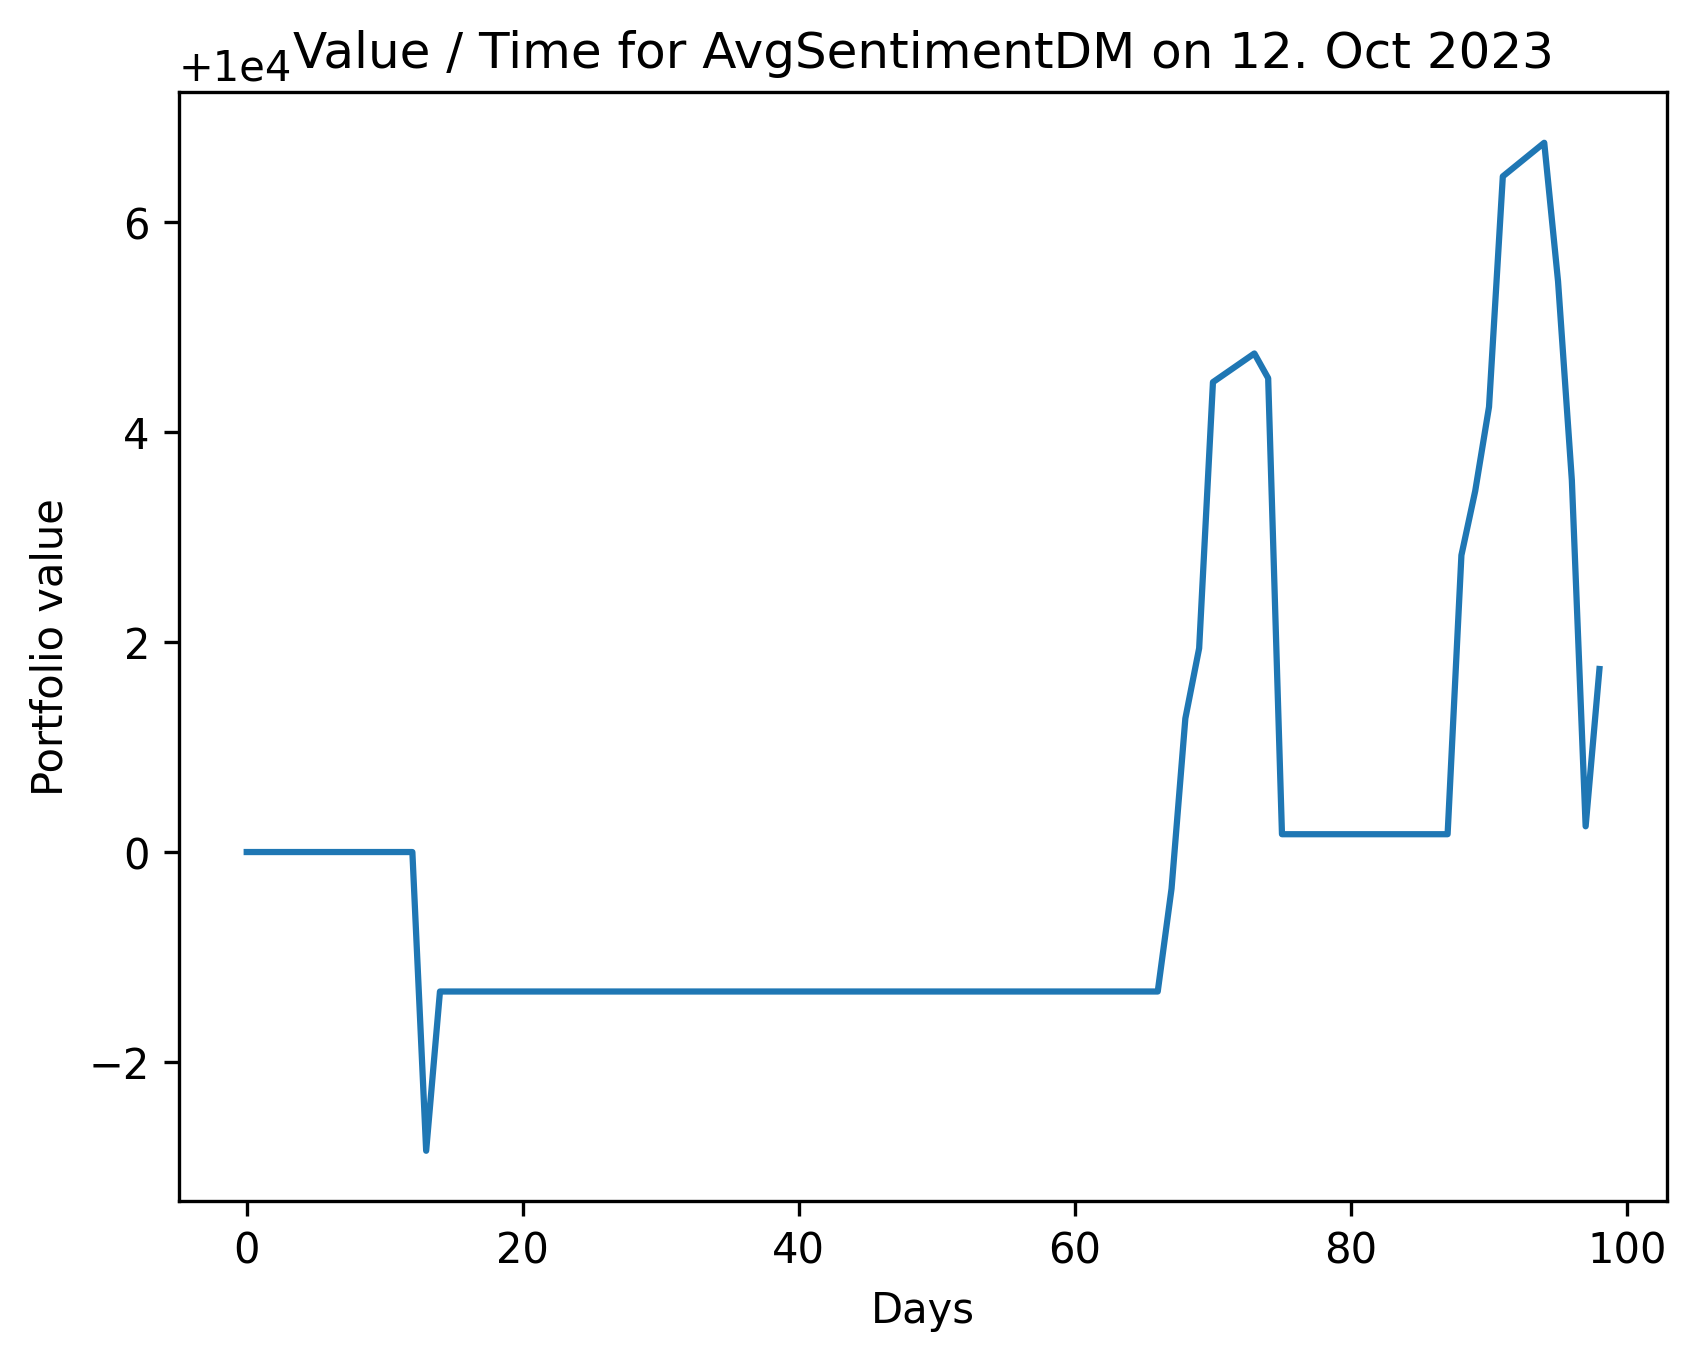 Value / Time for AvgSentimentDM on 12. Oct 2023
+1e4
6
4
2
0
−2
Portfolio value
0 20 40 60 80 100
Days